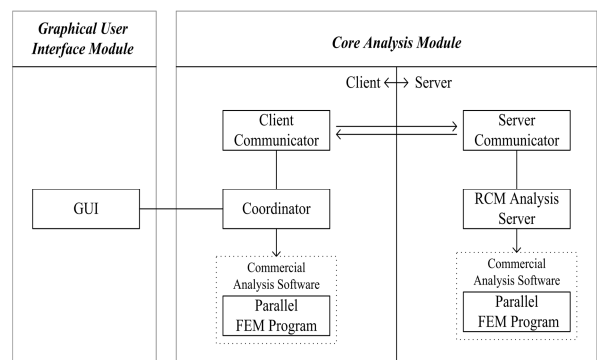 Graphical User
Interface Module
Core Analysis Module
Client
Server
Client
Communicator
Server
Communicator
GUI
Coordinator
RCM Analysis
Server
Commercial
Analysis Software
Parallel
FEM Program
Commercial
Analysis Software
Parallel
FEM Program